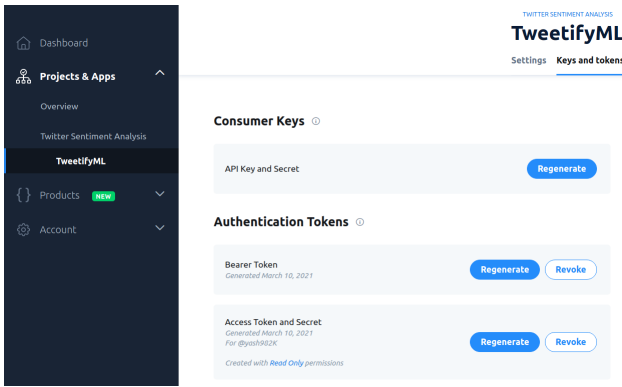 TWITTER SENTIMENT ANALYSIS
TweetifyML
Settings Keys and tokens
Dashboard
Projects & Apps
Overview
Twitter Sentiment Analysis
TweetifyML
{ } Products NEW
Account
Consumer Keys
API Key and Secret Regenerate
Authentication Tokens
Bearer Token
Generated March 10, 2021
Regenerate Revoke
Access Token and Secret
Generated March 10, 2021
For @yash982K
Created with Read Only permissions
Regenerate Revoke